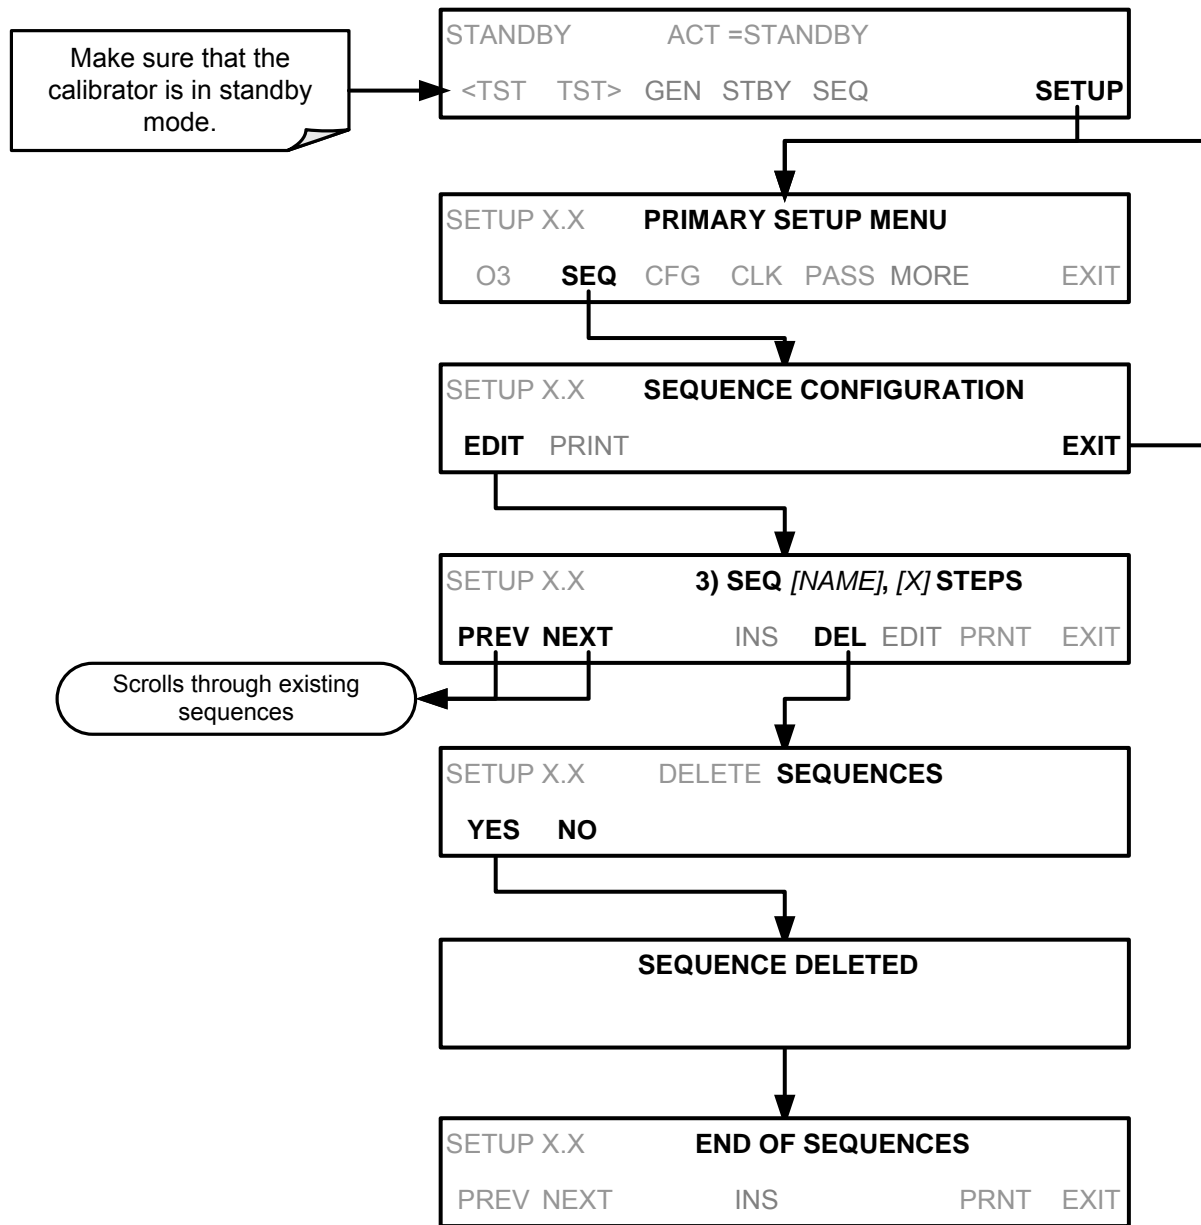 Make sure that the
calibrator is in standby
mode.
STANDBY ACT =STANDBY
<TST TST> GEN STBY SEQ SETUP
SETUP X.X PRIMARY SETUP MENU
O3 SEQ CFG CLK PASS MORE EXIT
SETUP X.X SEQUENCE CONFIGURATION
EDIT PRINT EXIT
SETUP X.X 3) SEQ [NAME], [X] STEPS
PREV NEXT INS DEL EDIT PRNT EXIT
Scrolls through existing
sequences
SETUP X.X DELETE SEQUENCES
YES NO
SEQUENCE DELETED
SETUP X.X END OF SEQUENCES
PREV NEXT INS PRNT EXIT